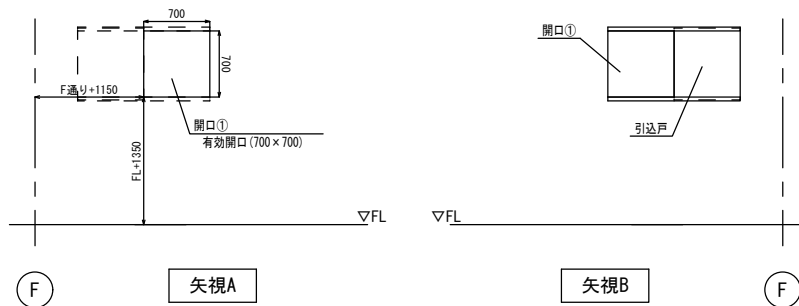 700
700
F通り+1150
開口①
有効開口(700×700)
FL+1350
▽FL
F
矢視A
開口①
引込戸
▽FL
矢視B
F